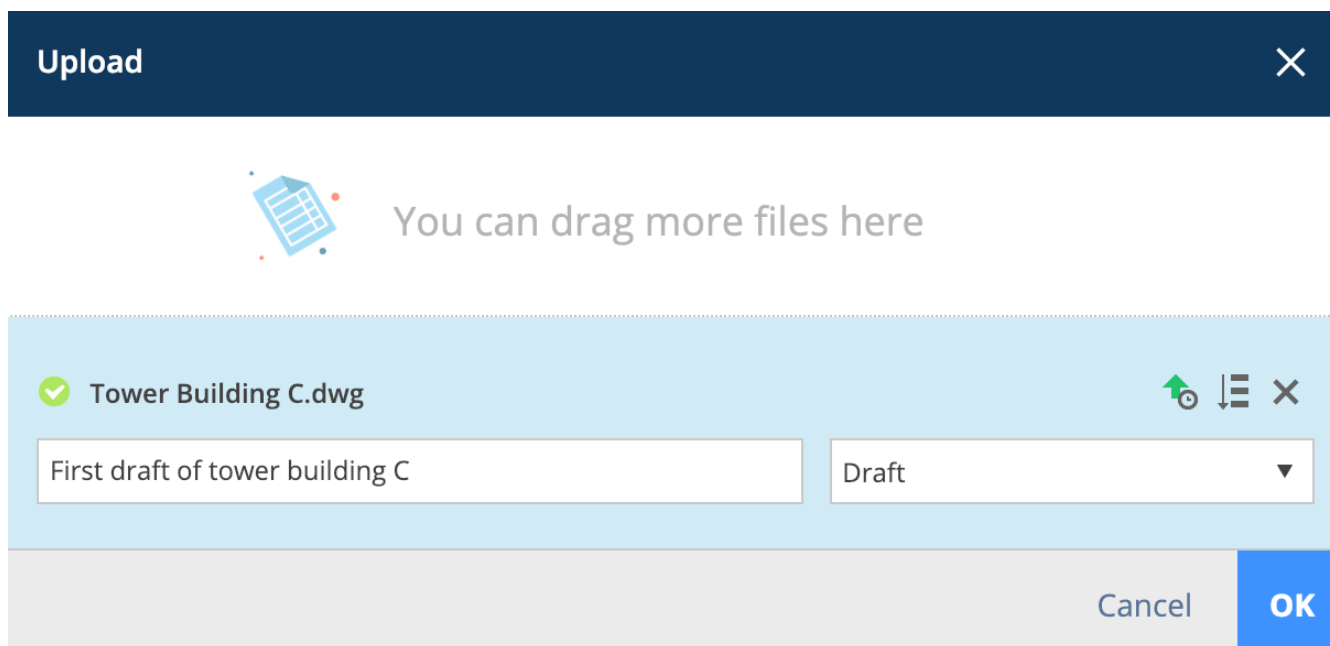 Upload
You can drag more files here
Tower Building C.dwg
First draft of tower building C
Draft
Cancel
OK